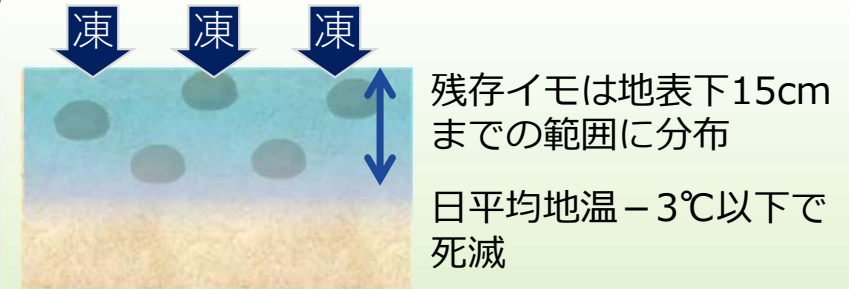 凍 凍 凍
残存イモは地表下15cm
までの範囲に分布
日平均地温－3℃以下で
死滅